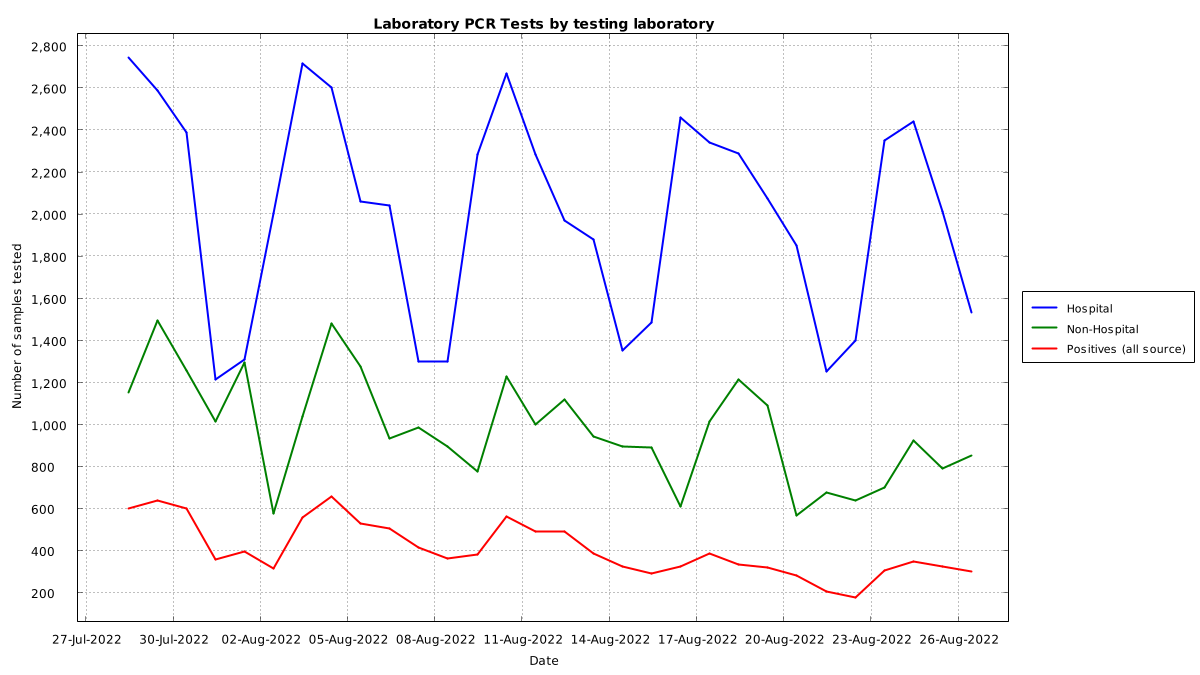 Laboratory PCR Tests by testing laboratory
2,800
2,600
2,400
2,200
2,000
1,800
1,600
1,400
1,200
1,000
800
600
400
200
Number of samples tested
27-Jul-2022 30-Jul-2022 02-Aug-2022 05-Aug-2022 08-Aug-2022 11-Aug-2022 14-Aug-2022 17-Aug-2022 20-Aug-2022 23-Aug-2022 26-Aug-2022
Date
Hospital
Non-Hospital
Positives (all source)